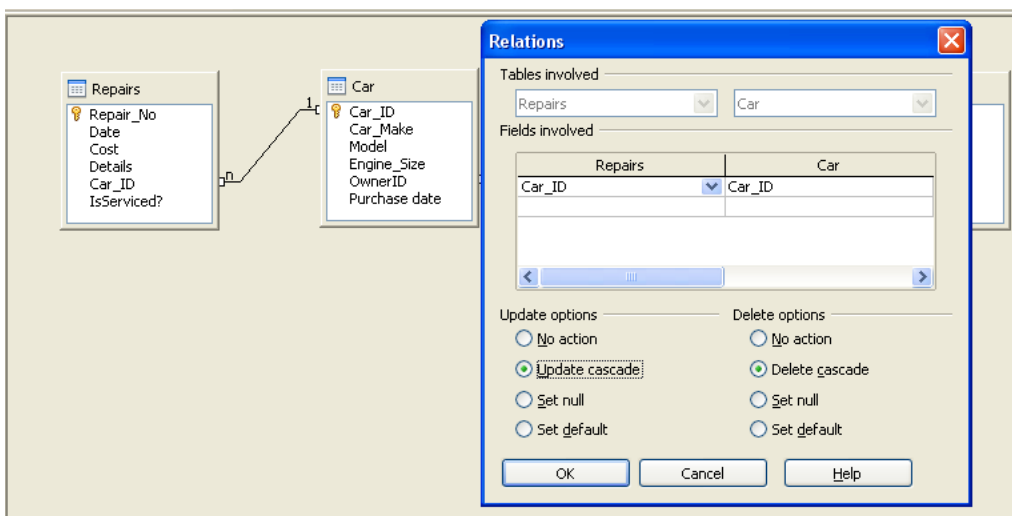 Repairs
Repair_No
Date
Cost
Details
Car_ID
IsServiced?
n
1
Car
Car_ID
Car_Make
Model
Engine_Size
OwnerID
Purchase date
Relations
Tables involved
Repairs Car
Fields involved
Repairs Car
Car_ID Car_ID
Update options Delete options
No action No action
Update cascade Delete cascade
Set null Set null
Set default Set default
OK Cancel Help